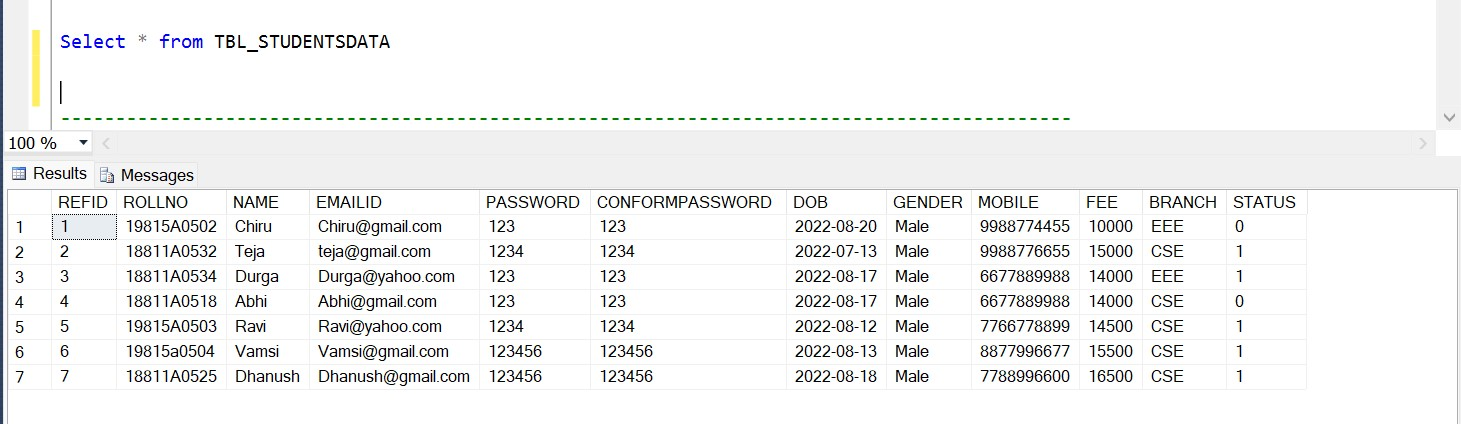 Select * from TBL_STUDENTSDATA
--------------------------------------------------------------------------------------------
100 %
Results Messages
REFID ROLLNO NAME EMAILID PASSWORD CONFORMPASSWORD DOB GENDER MOBILE FEE BRANCH STATUS
1 1 19815A0502 Chiru Chiru@gmail.com 123 123 2022-08-20 Male 9988774455 10000 EEE 0
2 2 18811A0532 Teja teja@gmail.com 1234 1234 2022-07-13 Male 9988776655 15000 CSE 1
3 3 18811A0534 Durga Durga@yahoo.com 123 123 2022-08-17 Male 6677889988 14000 EEE 1
4 4 18811A0518 Abhi Abhi@gmail.com 123 123 2022-08-17 Male 6677889988 14000 CSE 0
5 5 19815A0503 Ravi Ravi@yahoo.com 1234 1234 2022-08-12 Male 7766778899 14500 CSE 1
6 6 19815a0504 Vamsi Vamsi@gmail.com 123456 123456 2022-08-13 Male 8877996677 15500 CSE 1
7 7 18811A0525 Dhanush Dhanush@gmail.com 123456 123456 2022-08-18 Male 7788996600 16500 CSE 1